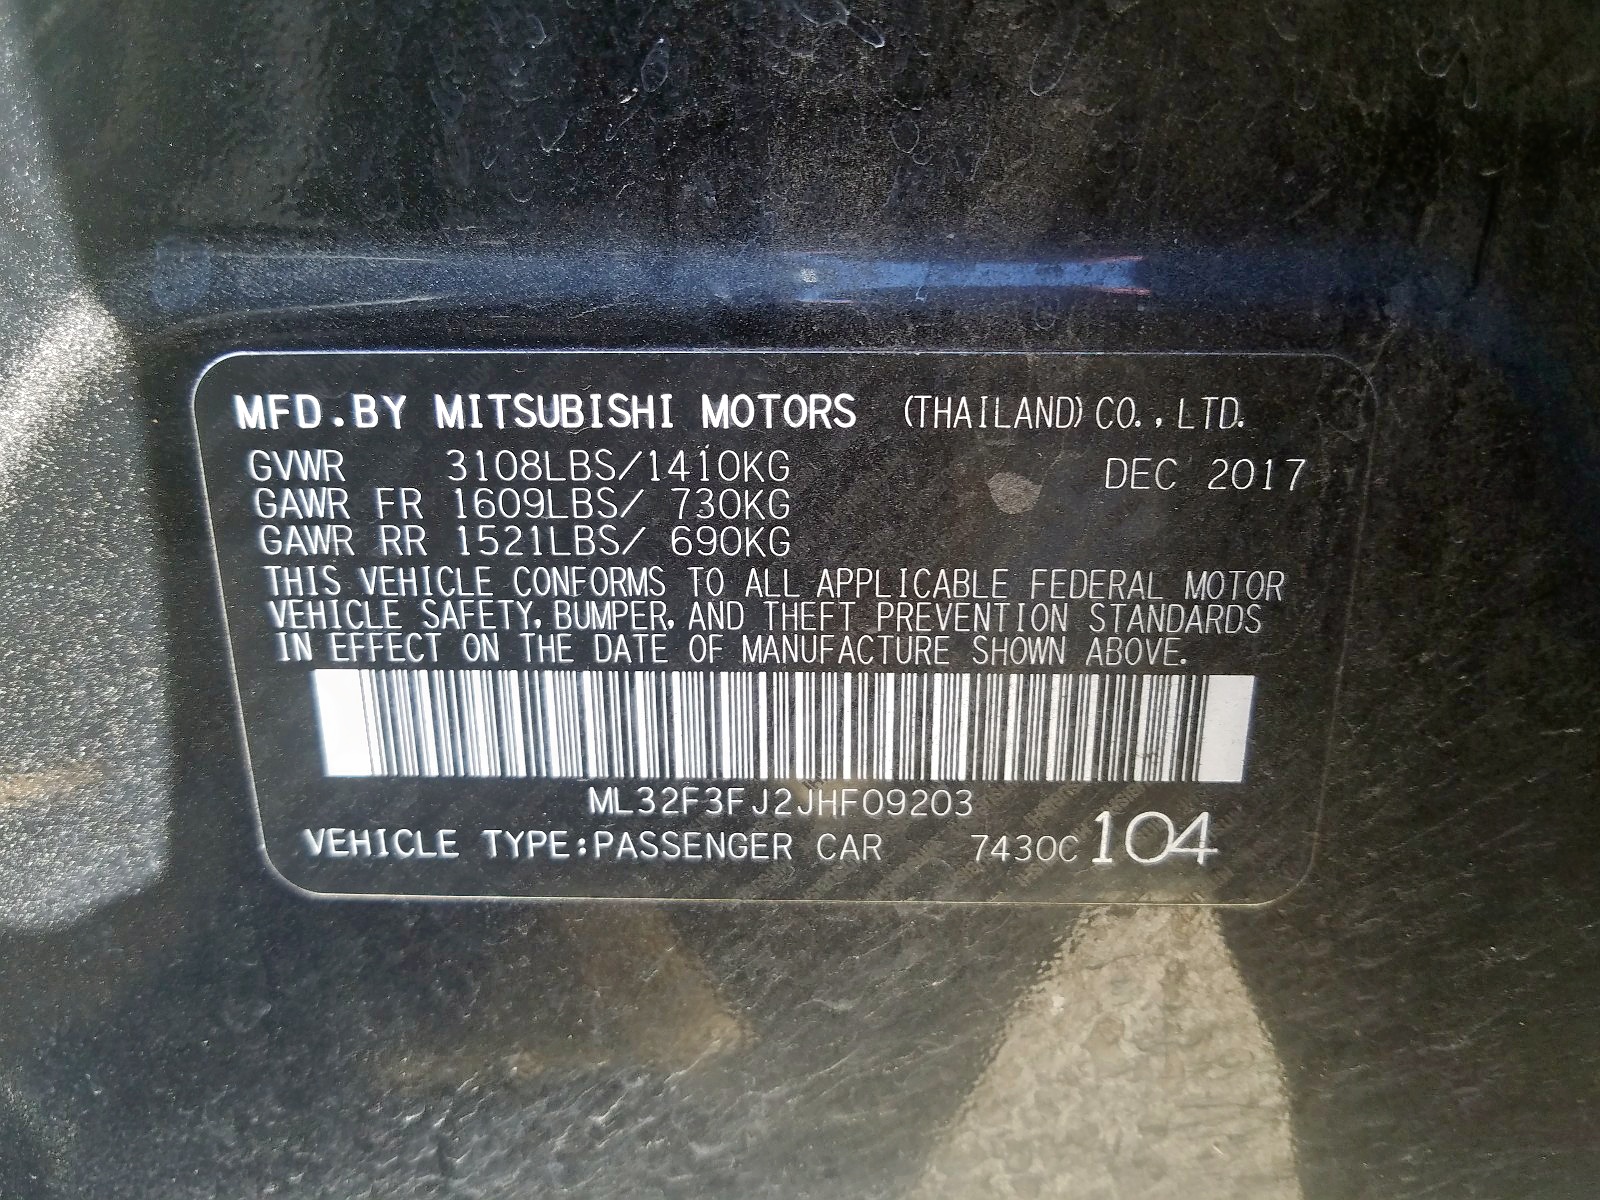 MFD.BY MITSUBISHI MOTORS (THAILAND) CO., LTD.
GVWR 3108LBS/1410KG DEC 2017
GAWR FR 1609LBS/ 730KG
GAWR RR 1521LBS/ 690KG
THIS VEHICLE CONFORMS TO ALL APPLICABLE FEDERAL MOTOR
VEHICLE SAFETY, BUMPER, AND THEFT PREVENTION STANDARDS
IN EFFECT ON THE DATE OF MANUFACTURE SHOWN ABOVE.
ML32F3FJ2JHF09203
VEHICLE TYPE:PASSENGER CAR 7430C 104